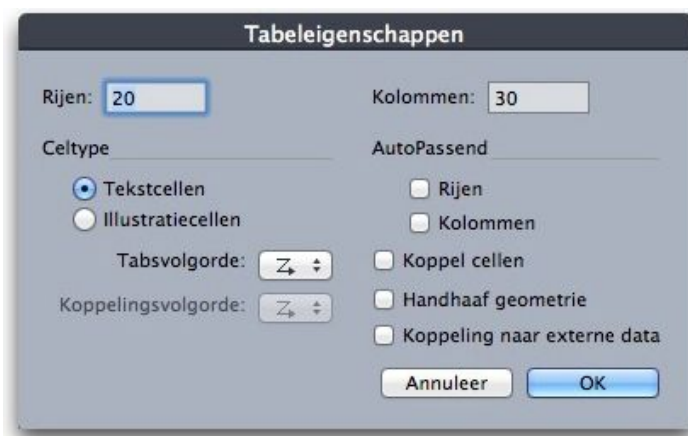 Tabeleigenschappen
Rijen: 20
Kolommen: 30
Celtype
AutoPassend
Tekstcellen
Rijen
Illustratiecellen
Kolommen
Tabsvolgorde:
Koppel cellen
Koppelingsvolgorde:
Handhaaf geometrie
Koppeling naar externe data
Annuleer
OK